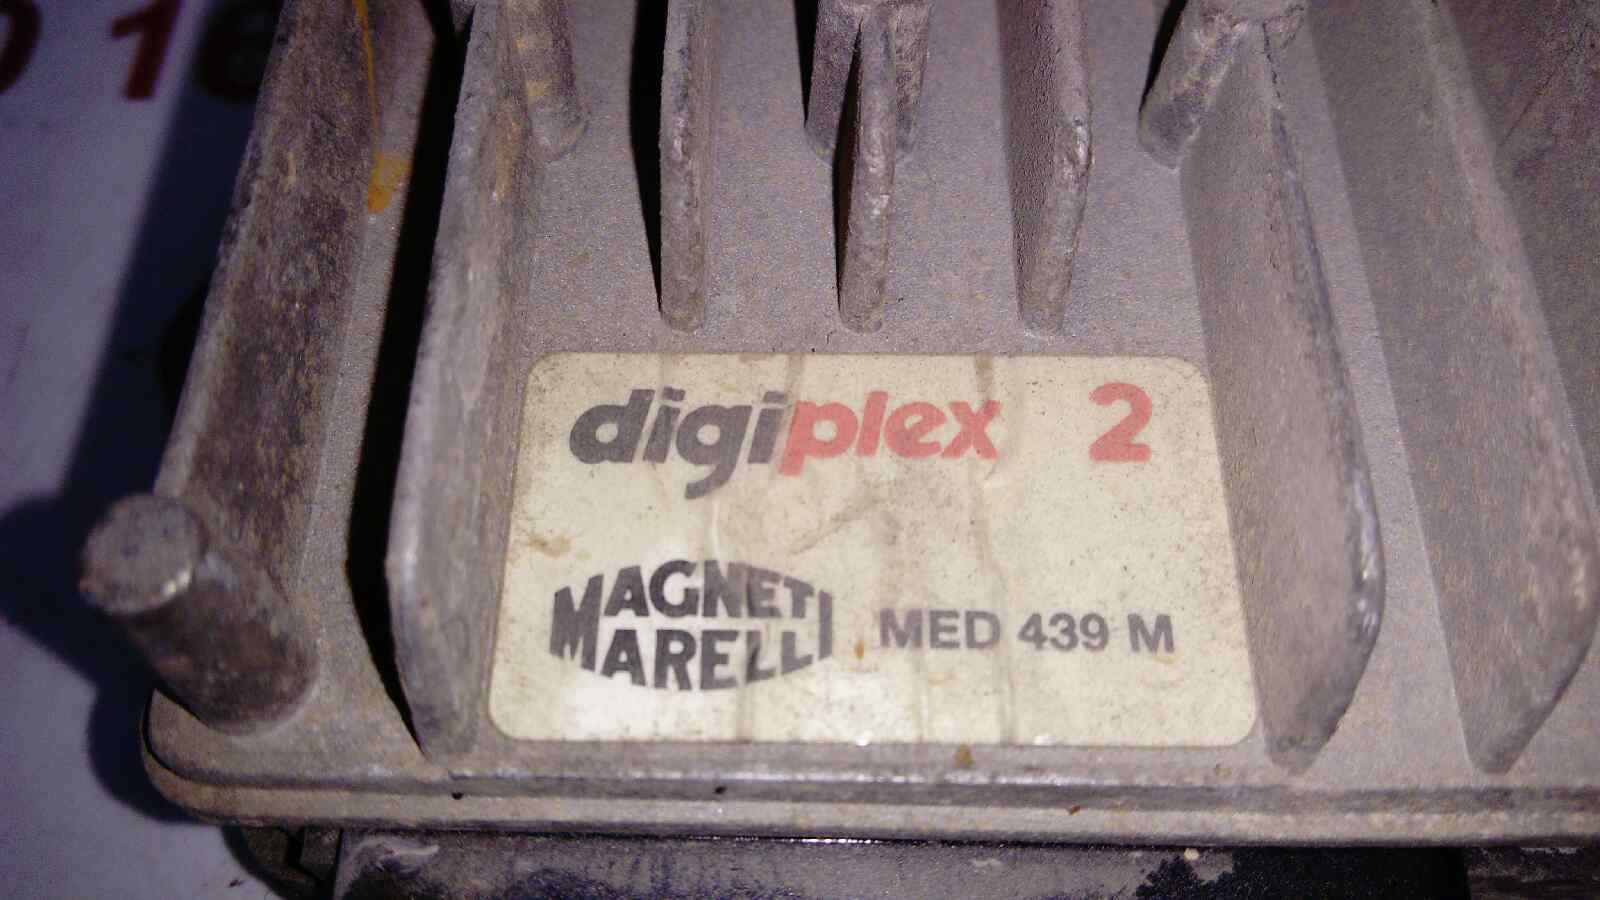 digiplex 2
MAGNETI
MARELLI
MED 439 M